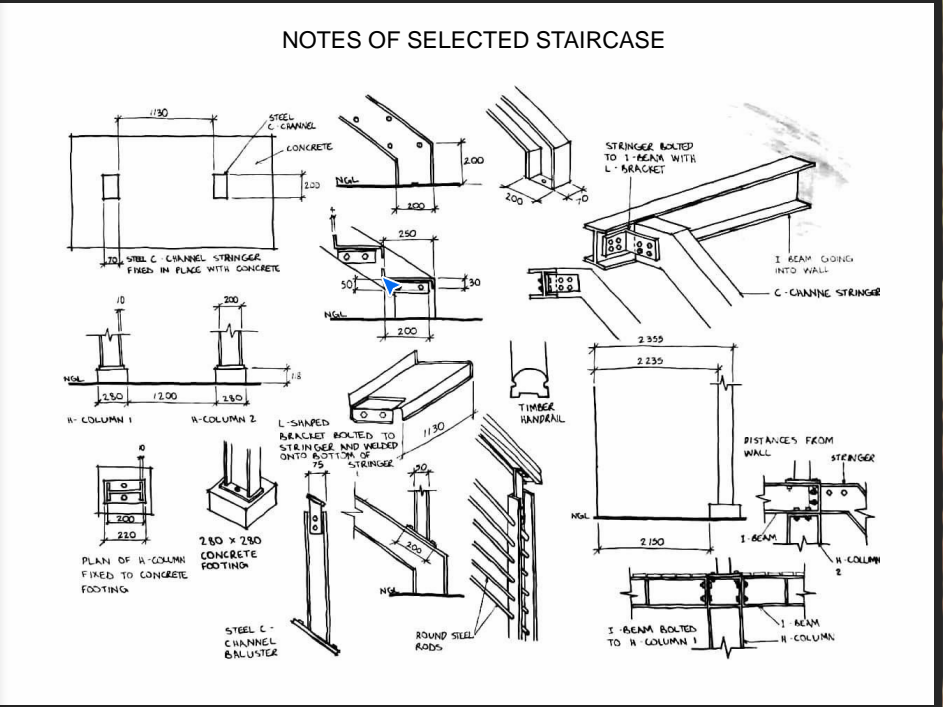 NOTES OF SELECTED STAIRCASE
1130
STEEL
C - CHANNEL
CONCRETE
200
70
STEEL C - CHANNEL STRINGER
FIXED IN PLACE WITH CONCRETE
NGL
200
200
200
70
STRINGER BOLTED
TO I-BEAM WITH
L - BRACKET
I BEAM GOING
INTO WALL
C - CHANNE STRINGER
250
50
30
NGL
200
10
200
NGL
280
1200
280
H- COLUMN 1
H-COLUMN 2
L -SHAPED
BRACKET BOLTED TO
STRINGER AND WELDED
ONTO BOTTOM OF
STRINGER
1130
TIMBER
HANDRAIL
2355
2235
NGL
2150
DISTANCES FROM
WALL
STRINGER
I-BEAM
H-COLUMN
2
10
200
220
PLAN OF H-COLUMN
FIXED TO CONCRETE
FOOTING
280 x 280
CONCRETE
FOOTING
75
STEEL C -
CHANNEL
BALUSTER
200
NGL
ROUND STEEL
RODS
I -BEAM BOLTED
TO H-COLUMN 1
I -BEAM
H-COLUMN